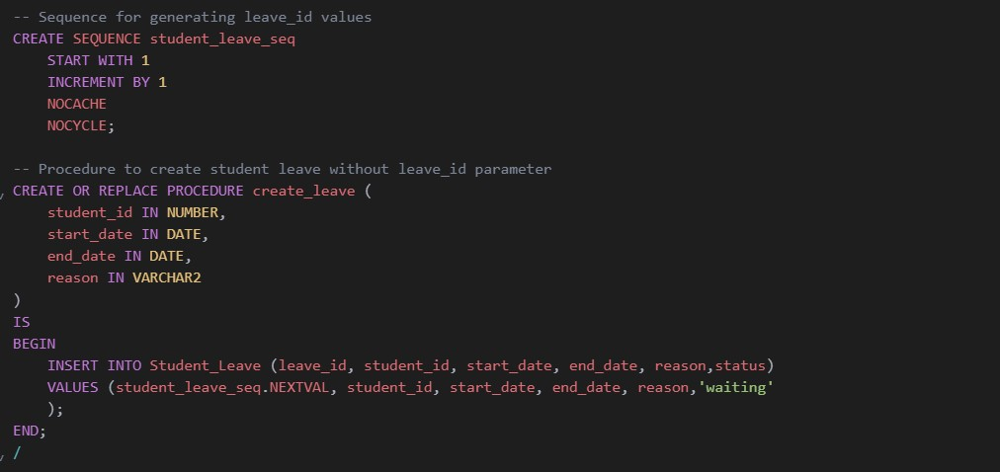 -- Sequence for generating leave_id values
CREATE SEQUENCE student_leave_seq
    START WITH 1
    INCREMENT BY 1
    NOCACHE
    NOCYCLE;

-- Procedure to create student leave without leave_id parameter
CREATE OR REPLACE PROCEDURE create_leave (
    student_id IN NUMBER,
    start_date IN DATE,
    end_date IN DATE,
    reason IN VARCHAR2
)
IS
BEGIN
    INSERT INTO Student_Leave (leave_id, student_id, start_date, end_date, reason,status)
    VALUES (student_leave_seq.NEXTVAL, student_id, start_date, end_date, reason,'waiting'
    );
END;
/